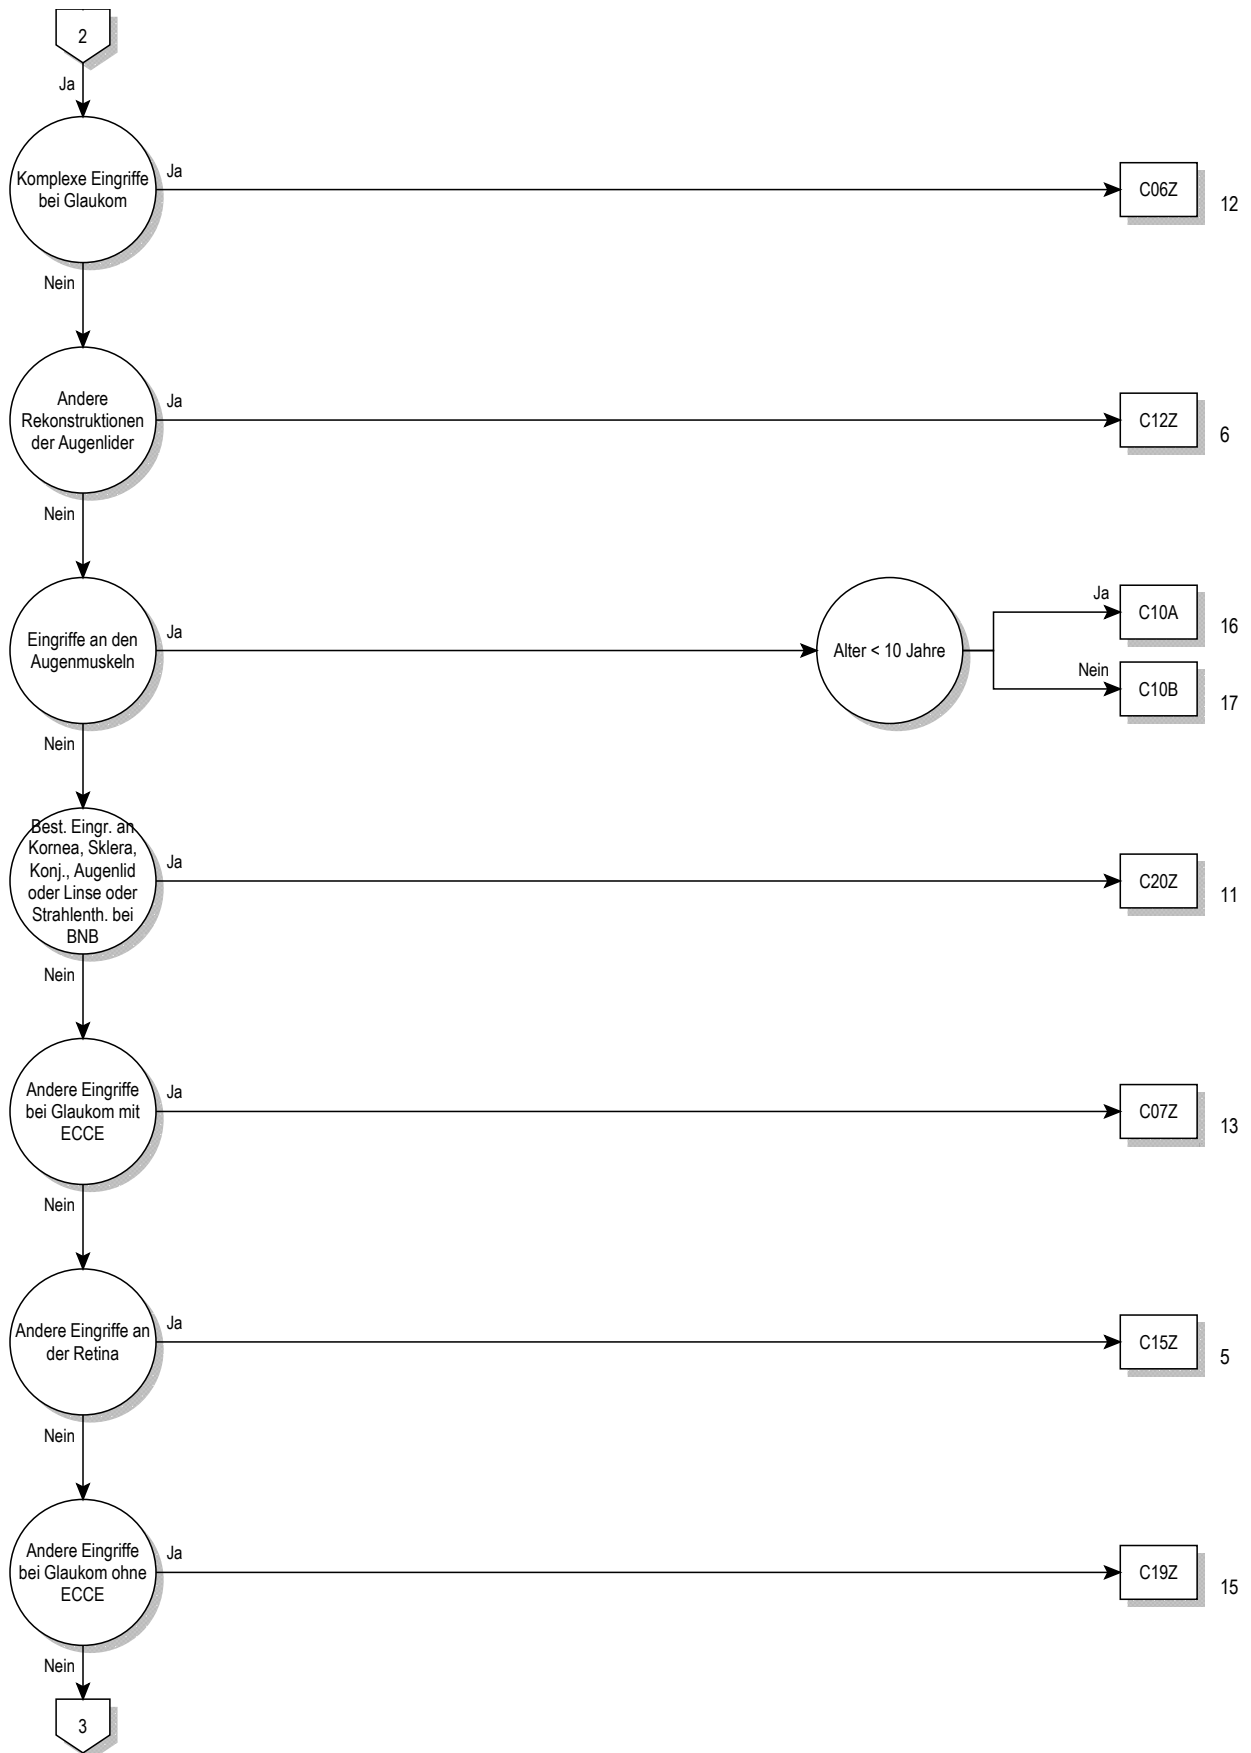 2
Ja
Komplexe Eingriffe
bei Glaukom
Ja
C06Z
12
Nein
Andere
Rekonstruktionen
der Augenlider
Ja
C12Z
6
Nein
Eingriffe an den
Augenmuskeln
Ja
Alter < 10 Jahre
Ja
C10A
16
Nein
C10B
17
Nein
Best. Eingr. an
Kornea, Sklera,
Konj., Augenlid
oder Linse oder
Strahlenth. bei
BNB
Ja
C20Z
11
Nein
Andere Eingriffe
bei Glaukom mit
ECCE
Ja
C07Z
13
Nein
Andere Eingriffe an
der Retina
Ja
C15Z
5
Nein
Andere Eingriffe
bei Glaukom ohne
ECCE
Ja
C19Z
15
Nein
3